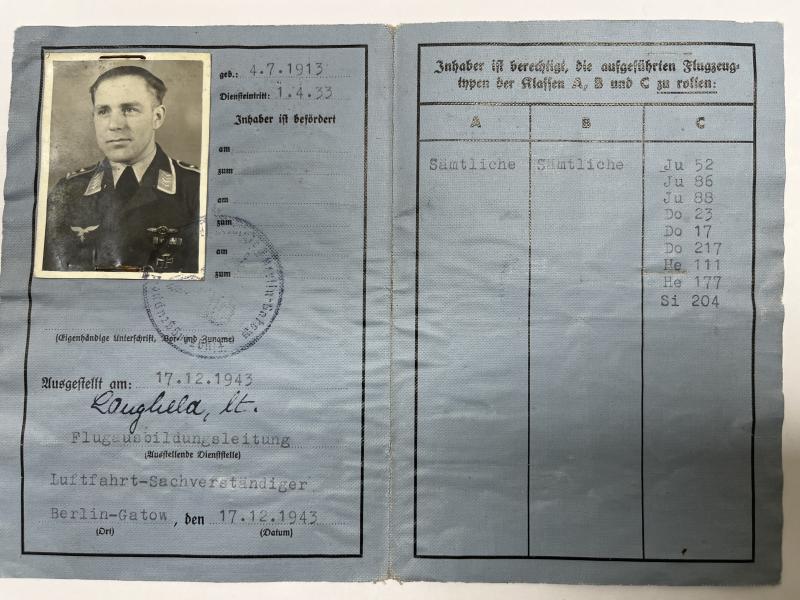 geb.: 4.7.1913
Diensteintritt: 1.4.33
Inhaber ist befördert
am
zum
am
zum
am
zum
(Eigenhändige Unterschrift, Vor- und Zuname)
Ausgestellt am: 17.12.1943
Flugausbildungsleitung
(Ausstellende Dienststelle)
Luftfahrt-Sachverständiger
Berlin-Gatow, den 17.12.1943
(Ort) (Datum)
Inhaber ist berechtigt, die aufgeführten Flugzeug-
typen der Klassen A, B und C zu rollen:
A B C
Sämtliche Sämtliche Ju 52
Ju 86
Ju 88
Do 23
Do 17
Do 217
He 111
He 177
Si 204